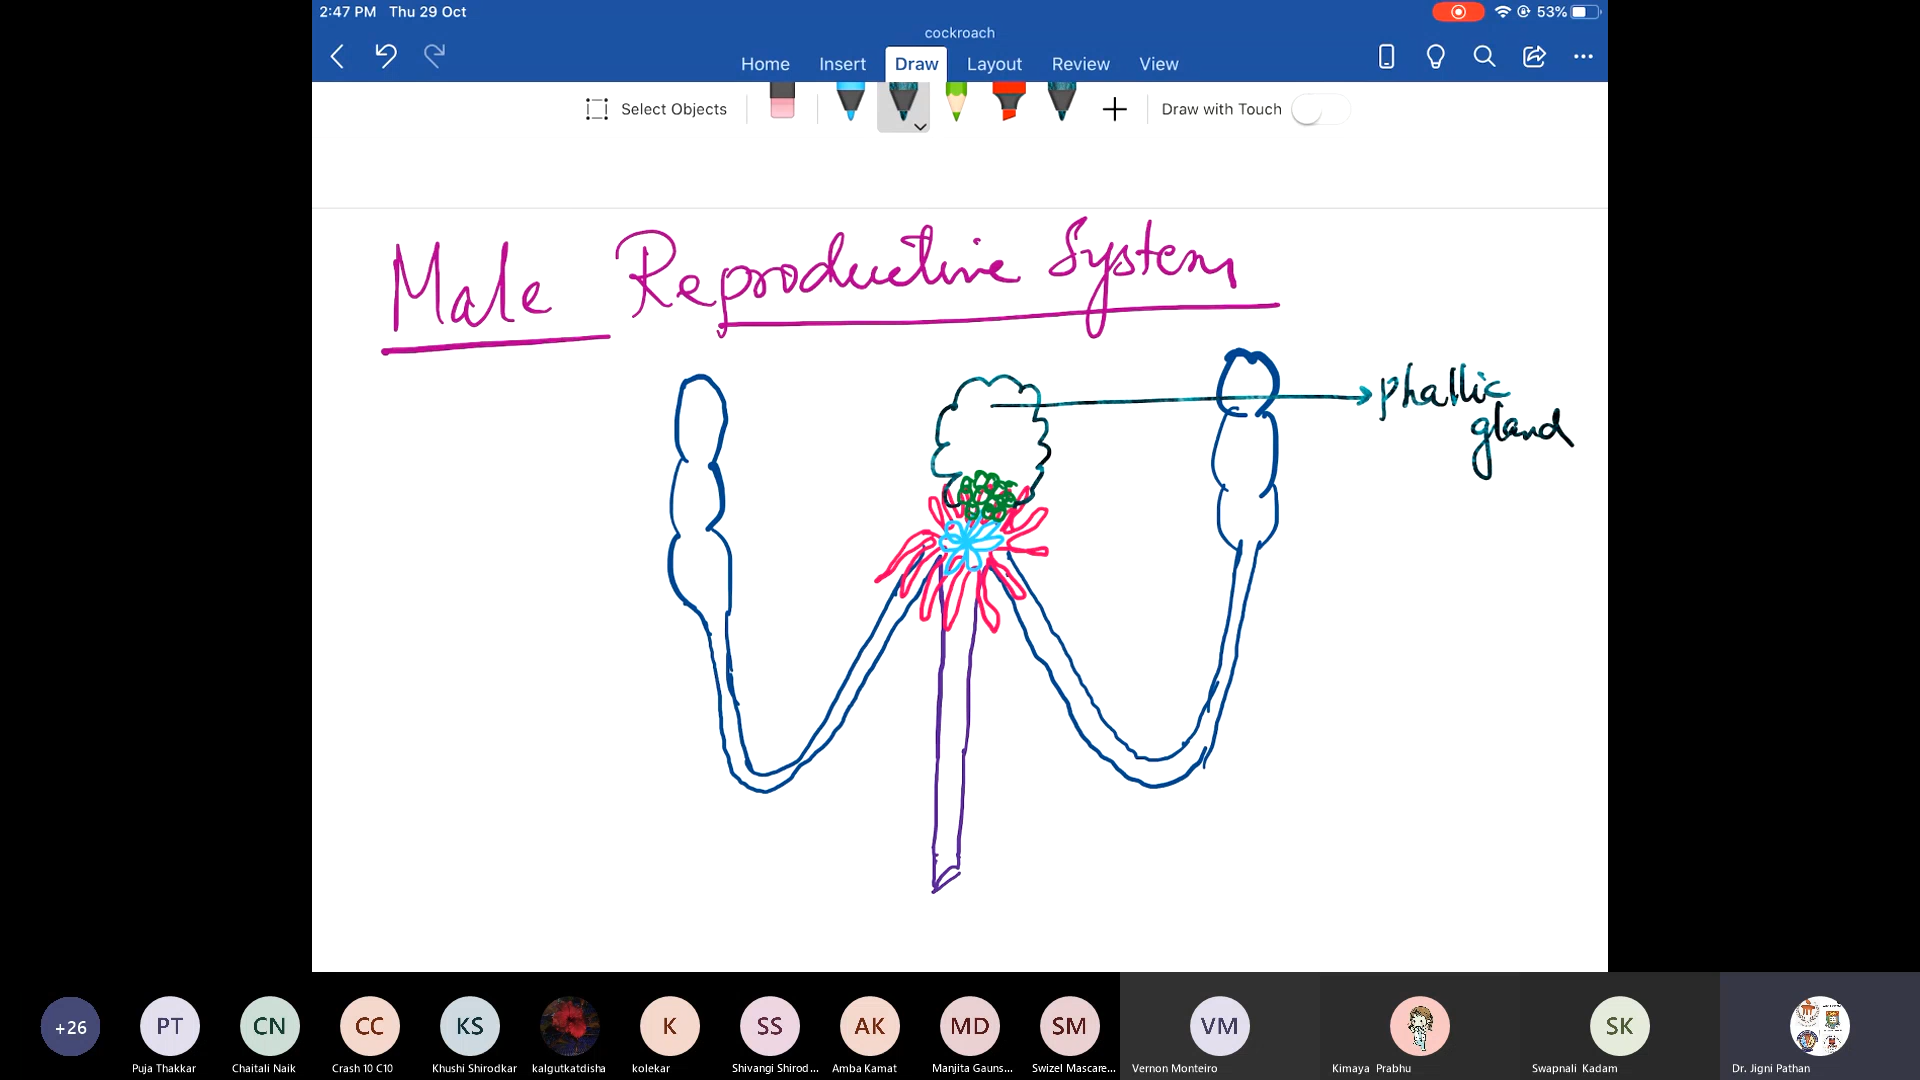 2:47 PM Thu 29 Oct
53%
cockroach
Home Insert Draw Layout Review View
Select Objects
Draw with Touch
Male Reproductive System
phallic
gland
+26 PT CN CC KS K SS AK MD SM VM SK
Puja Thakkar Chaitali Naik Crash 10 C10 Khushi Shirodkar kalgutkatdisha kolekar Shivangi Shirod... Amba Kamat Manjita Gauns... Swizel Mascare... Vernon Monteiro Kimaya Prabhu Swapnali Kadam Dr. Jigni Pathan